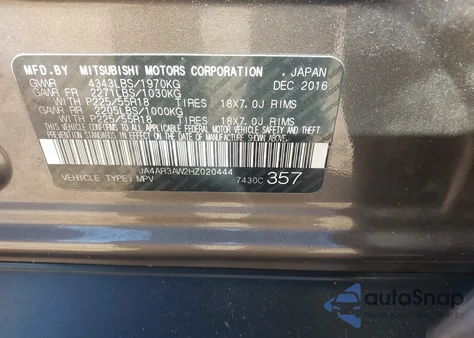 MFD.BY MITSUBISHI MOTORS CORPORATION , JAPAN
GVWR 4343LBS/1970KG DEC 2016
GAWR FR 2271LBS/1030KG
WITH P225/55R18 TIRES 18X7.0J RIMS
GAWR RR 2205LBS/1000KG
WITH P225/55R18 TIRES 18X7.0J RIMS
THIS VEHICLE CONFORMS TO ALL APPLICABLE FEDERAL MOTOR VEHICLE SAFETY AND THEFT PREVENTION STANDARDS IN EFFECT ON THE DATE OF MANUFACTURE SHOWN ABOVE.
JA4AR3AW2HZ020444
VEHICLE TYPE: MPV 7430C 357
autoSnap